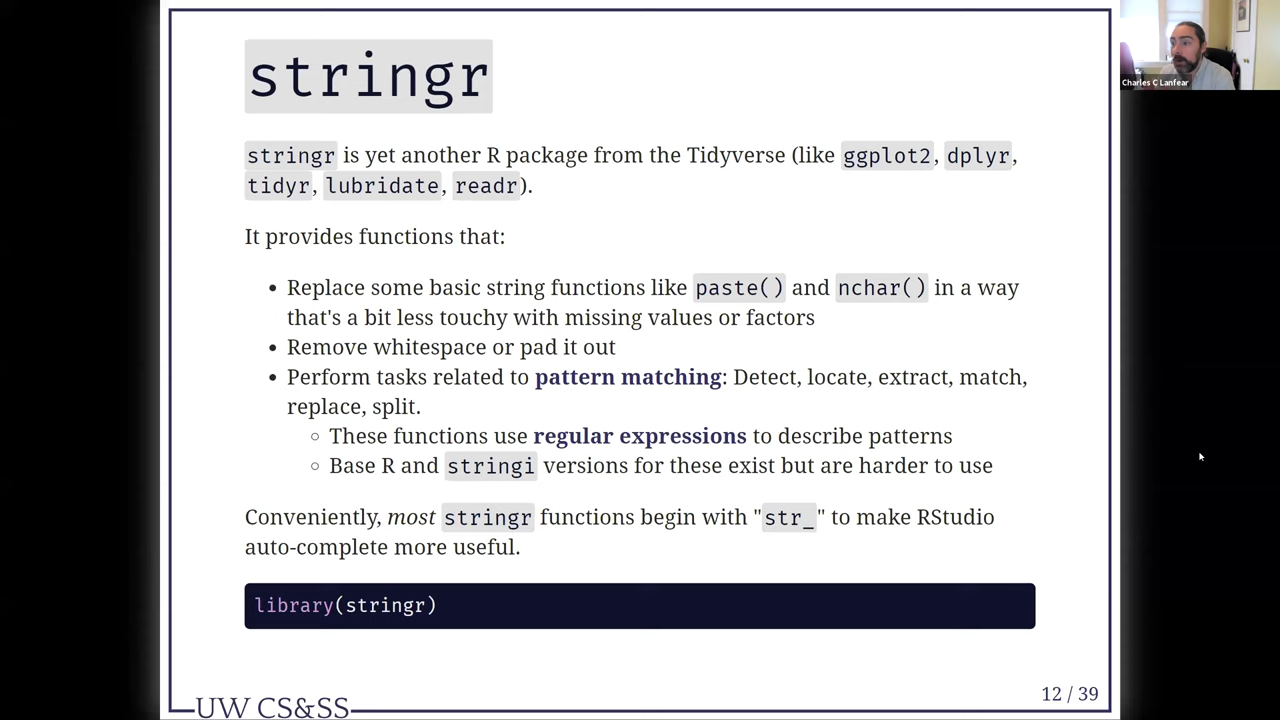 stringr
Charles C Lanfear
stringr is yet another R package from the Tidyverse (like ggplot2, dplyr,
tidyr, lubridate, readr).
It provides functions that:
• Replace some basic string functions like paste() and nchar() in a way
that's a bit less touchy with missing values or factors
• Remove whitespace or pad it out
• Perform tasks related to pattern matching: Detect, locate, extract, match,
replace, split.
○ These functions use regular expressions to describe patterns
○ Base R and stringi versions for these exist but are harder to use
Conveniently, most stringr functions begin with "str_" to make RStudio
auto-complete more useful.
library(stringr)
12 / 39
UW CS&SS